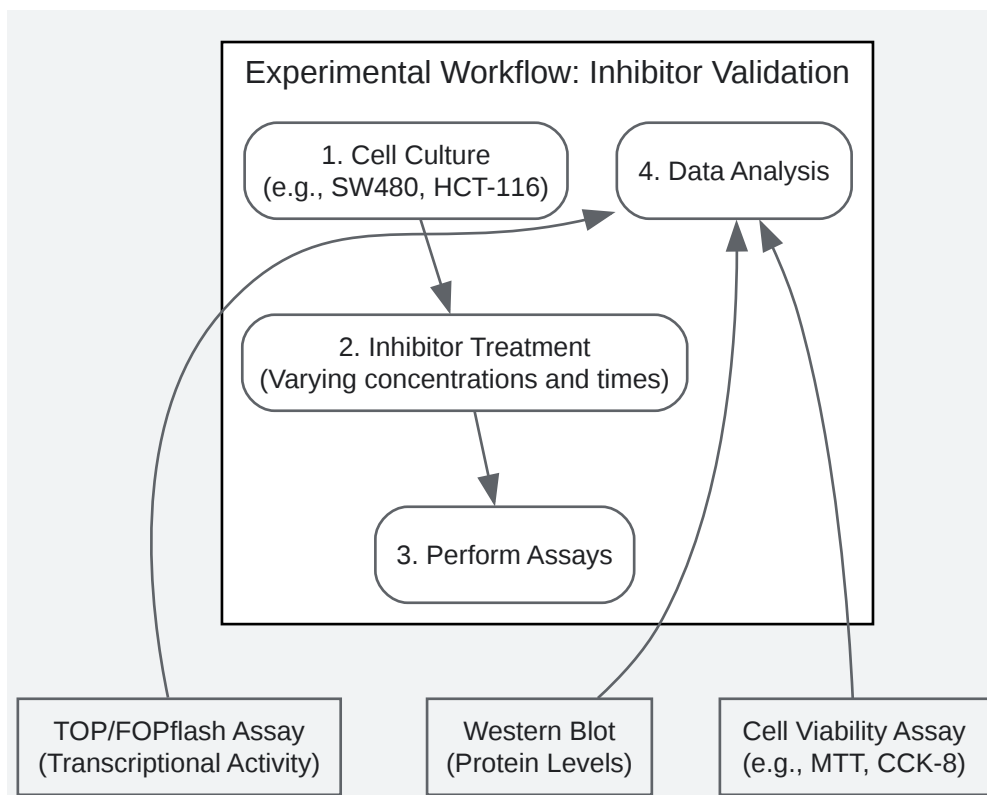 Experimental Workflow: Inhibitor Validation
1. Cell Culture
(e.g., SW480, HCT-116)
4. Data Analysis
2. Inhibitor Treatment
(Varying concentrations and times)
3. Perform Assays
TOP/FOPflash Assay
(Transcriptional Activity)
Western Blot
(Protein Levels)
Cell Viability Assay
(e.g., MTT, CCK-8)